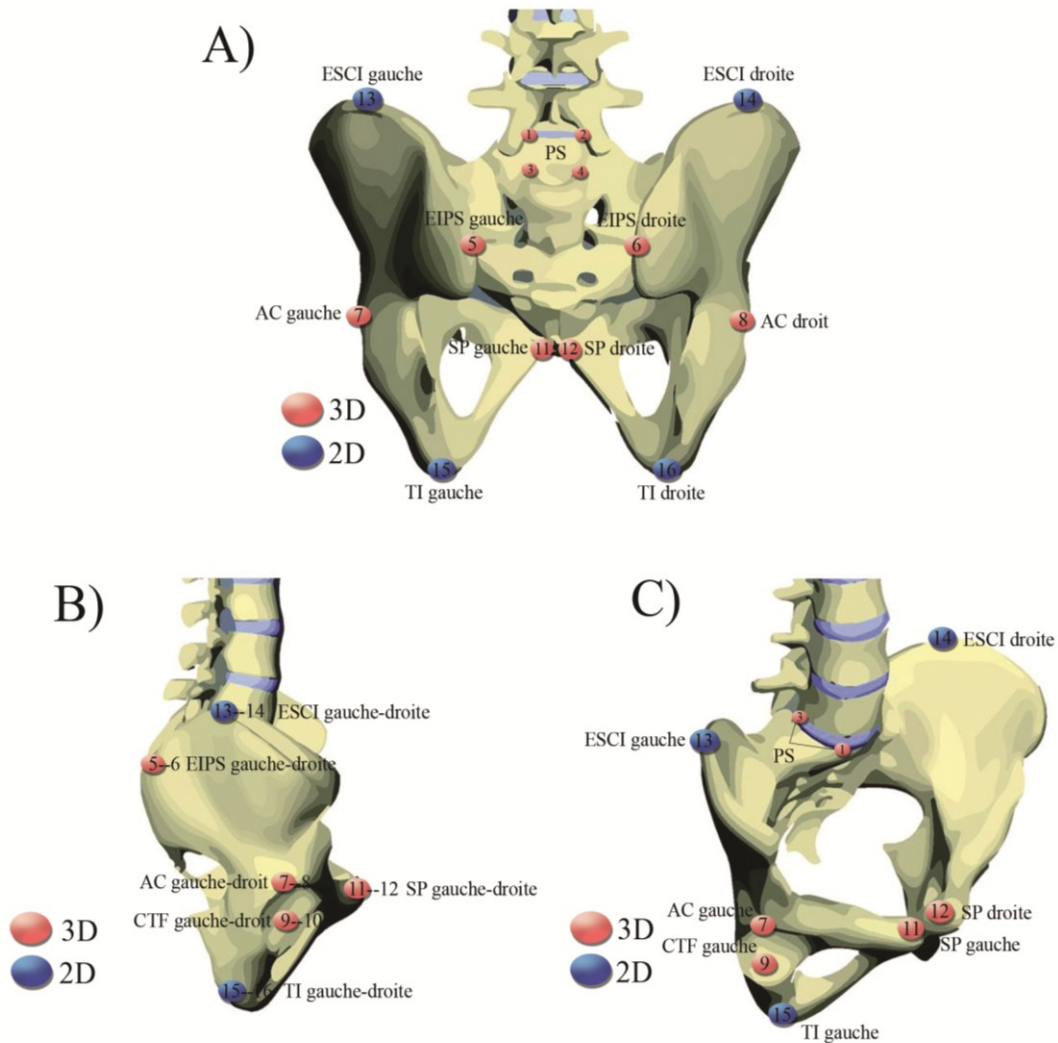 A)
ESCI gauche
ESCI droite
13
14
1
2
PS
3
4
EIPS gauche
EIPS droite
5
6
AC gauche
7
8
AC droit
SP gauche
11
12
SP droite
3D
2D
15
16
TI gauche
TI droite
B)
13--14 ESCI gauche-droite
5--6 EIPS gauche-droite
AC gauche-droit 7--8
11--12 SP gauche-droite
CTF gauche-droit 9--10
3D
2D
15--16 TI gauche-droite
C)
14 ESCI droite
3
ESCI gauche 13
PS
1
AC gauche
7
12 SP droite
11
CTF gauche
SP gauche
9
3D
2D
15
TI gauche